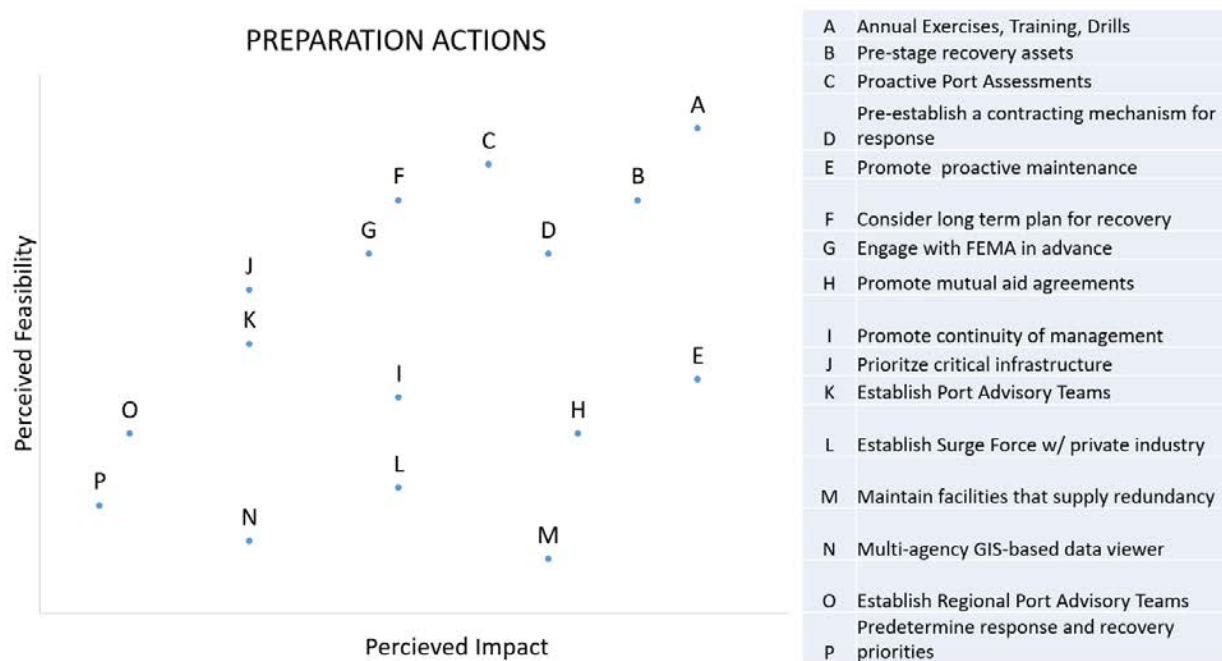 PREPARATION ACTIONS
A
C
F
B
G
D
J
K
E
I
O
H
L
P
N
M
Perceived Feasibility
Percieved Impact
A Annual Exercises, Training, Drills
B Pre-stage recovery assets
C Proactive Port Assessments
Pre-establish a contracting mechanism for
D response
E Promote proactive maintenance
F Consider long term plan for recovery
G Engage with FEMA in advance
H Promote mutual aid agreements
I Promote continuity of management
J Prioritze critical infrastructure
K Establish Port Advisory Teams
L Establish Surge Force w/ private industry
M Maintain facilities that supply redundancy
N Multi-agency GIS-based data viewer
O Establish Regional Port Advisory Teams
Predetermine response and recovery
P priorities